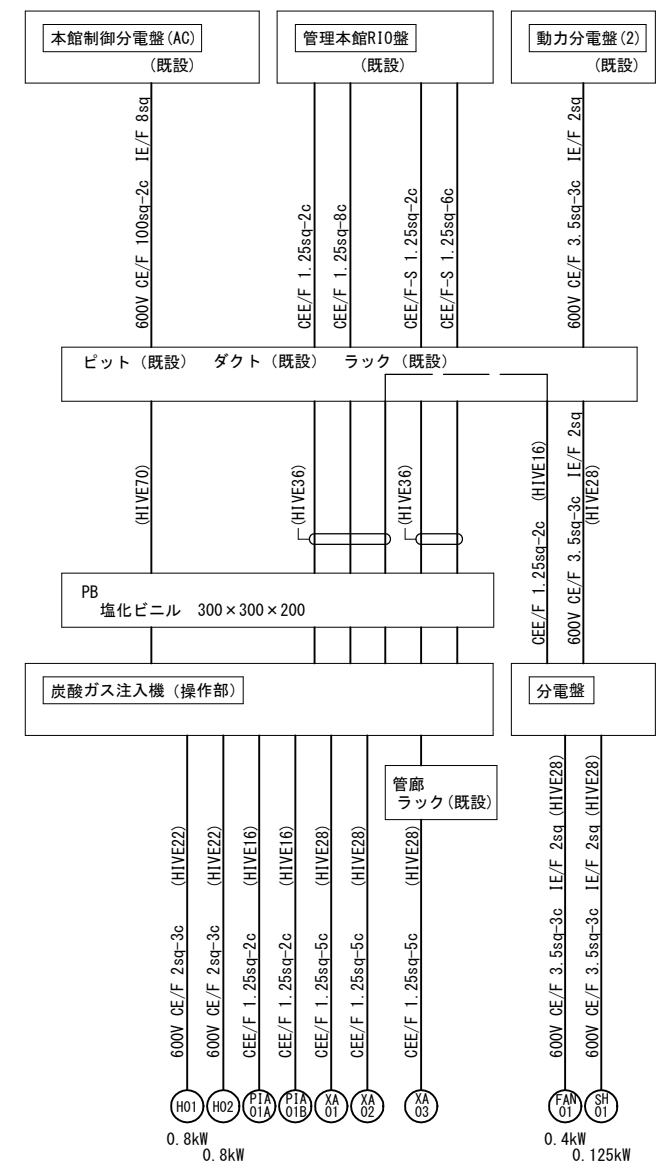 本館制御分電盤(AC)
(既設)
管理本館RIO盤
(既設)
動力分電盤(2)
(既設)
600V CE/F 100sq-2c IE/F 8sq
CEE/F 1.25sq-2c
CEE/F 1.25sq-8c
CEE/F-S 1.25sq-2c
CEE/F-S 1.25sq-6c
600V CE/F 3.5sq-3c IE/F 2sq
ピット(既設) ダクト(既設) ラック(既設)
(HIVE70)
(HIVE36)
(HIVE36)
CEE/F 1.25sq-2c (HIVE16)
600V CE/F 3.5sq-3c IE/F 2sq
(HIVE28)
PB
塩化ビニル 300×300×200
炭酸ガス注入機(操作部)
分電盤
管廊
ラック(既設)
600V CE/F 2sq-3c (HIVE22)
600V CE/F 2sq-3c (HIVE22)
CEE/F 1.25sq-2c (HIVE16)
CEE/F 1.25sq-2c (HIVE16)
CEE/F 1.25sq-5c (HIVE28)
CEE/F 1.25sq-5c (HIVE28)
CEE/F 1.25sq-5c (HIVE28)
600V CE/F 3.5sq-3c IE/F 2sq (HIVE28)
600V CE/F 3.5sq-3c IE/F 2sq (HIVE28)
H01
H02
PIA
01A
PIA
01B
XA
01
XA
02
XA
03
FAN
01
SH
01
0.8kW
0.8kW
0.4kW
0.125kW